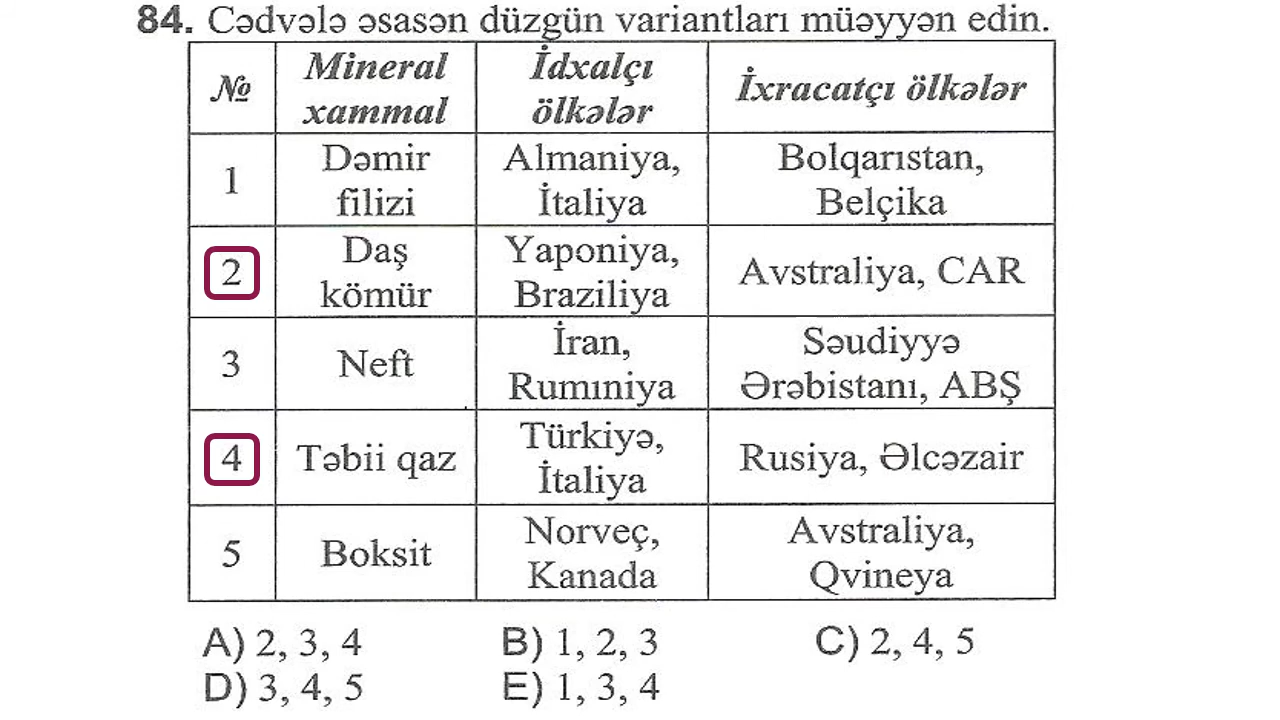 84. Cədvələ əsasən düzgün variantları müəyyən edin.
№ Mineral xammal İdxalçı ölkələr İxracatçı ölkələr
1 Dəmir filizi Almaniya, İtaliya Bolqarıstan, Belçika
2 Daş kömür Yaponiya, Braziliya Avstraliya, CAR
3 Neft İran, Rumıniya Səudiyyə Ərəbistanı, ABŞ
4 Təbii qaz Türkiyə, İtaliya Rusiya, Əlcəzair
5 Boksit Norveç, Kanada Avstraliya, Qvineya
A) 2, 3, 4 B) 1, 2, 3 C) 2, 4, 5
D) 3, 4, 5 E) 1, 3, 4